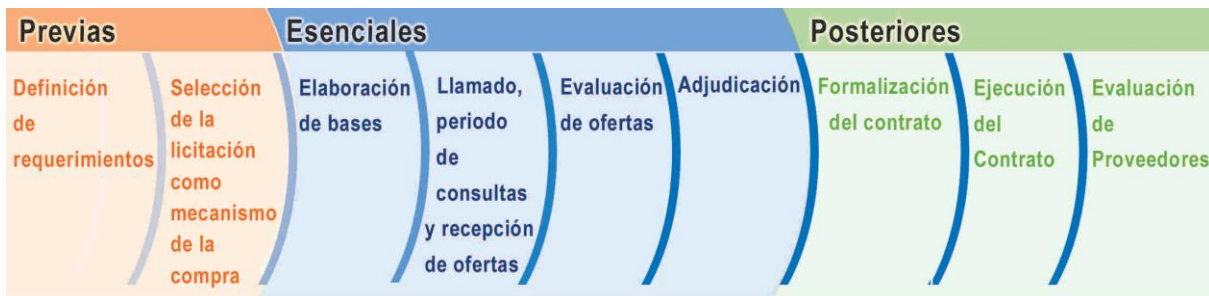 Previas
Esenciales
Posteriores
Definición
de
requerimientos
Selección
de la
licitación
como
mecanismo
de la
compra
Elaboración
de bases
Llamado,
periodo
de
consultas
y recepción
de ofertas
Evaluación
de ofertas
Adjudicación
Formalización
del contrato
Ejecución
del
Contrato
Evaluación
de
Proveedores